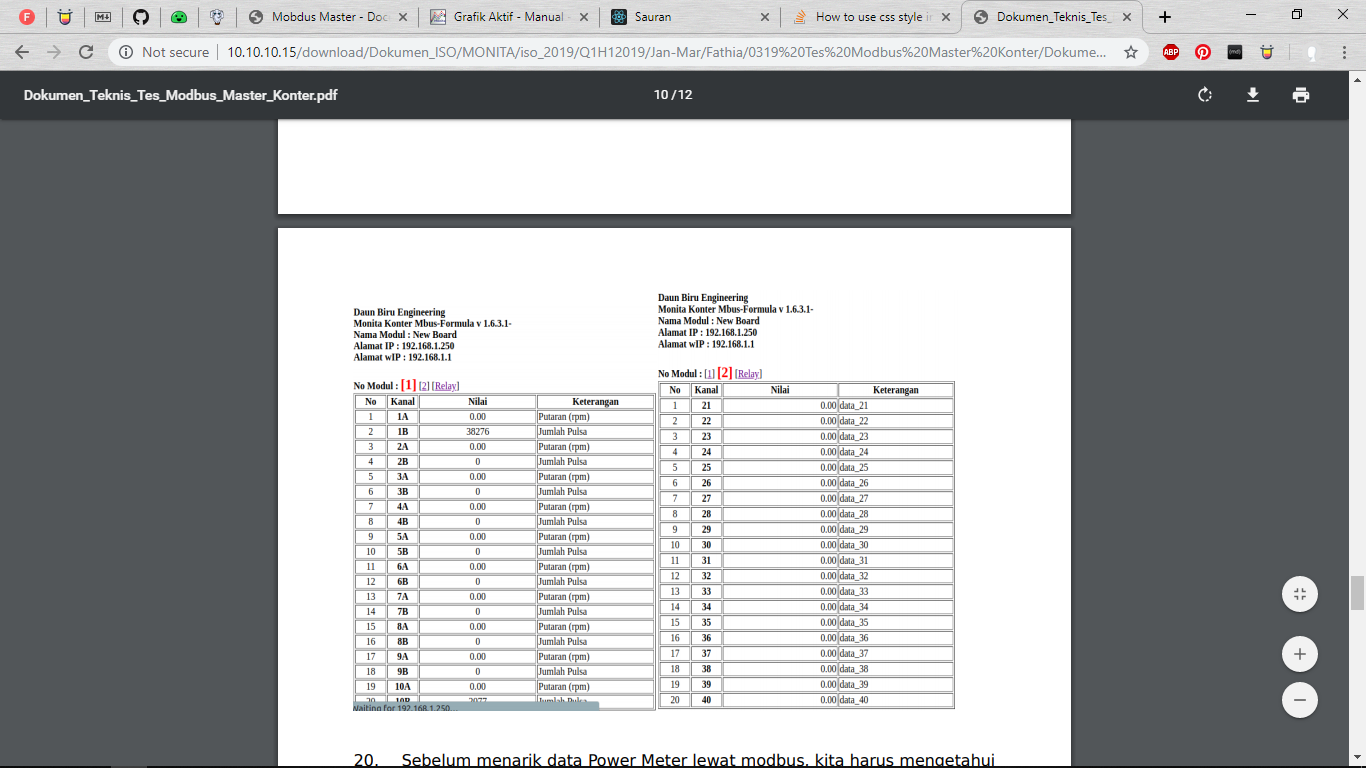 F
M
Mobdus Master - Doc
Grafik Aktif - Manual
Sauran
How to use css style in
Dokumen_Teknis_Tes_
Not secure | 10.10.10.15/download/Dokumen_ISO/MONITA/iso_2019/Q1H12019/Jan-Mar/Fathia/0319%20Tes%20Modbus%20Master%20Konter/Dokume...
ABP
Dokumen_Teknis_Tes_Modbus_Master_Konter.pdf
10 / 12
Daun Biru Engineering
Monita Konter Mbus-Formula v 1.6.3.1-
Nama Modul : New Board
Alamat IP : 192.168.1.250
Alamat wIP : 192.168.1.1
No Modul : [1] [2] [Relay]
No Kanal Nilai Keterangan
1 1A 0.00 Putaran (rpm)
2 1B 38276 Jumlah Pulsa
3 2A 0.00 Putaran (rpm)
4 2B 0 Jumlah Pulsa
5 3A 0.00 Putaran (rpm)
6 3B 0 Jumlah Pulsa
7 4A 0.00 Putaran (rpm)
8 4B 0 Jumlah Pulsa
9 5A 0.00 Putaran (rpm)
10 5B 0 Jumlah Pulsa
11 6A 0.00 Putaran (rpm)
12 6B 0 Jumlah Pulsa
13 7A 0.00 Putaran (rpm)
14 7B 0 Jumlah Pulsa
15 8A 0.00 Putaran (rpm)
16 8B 0 Jumlah Pulsa
17 9A 0.00 Putaran (rpm)
18 9B 0 Jumlah Pulsa
19 10A 0.00 Putaran (rpm)
20 10B 3077 Jumlah Pulsa
Waiting for 192.168.1.250...
Daun Biru Engineering
Monita Konter Mbus-Formula v 1.6.3.1-
Nama Modul : New Board
Alamat IP : 192.168.1.250
Alamat wIP : 192.168.1.1
No Modul : [1] [2] [Relay]
No Kanal Nilai Keterangan
1 21 0.00 data_21
2 22 0.00 data_22
3 23 0.00 data_23
4 24 0.00 data_24
5 25 0.00 data_25
6 26 0.00 data_26
7 27 0.00 data_27
8 28 0.00 data_28
9 29 0.00 data_29
10 30 0.00 data_30
11 31 0.00 data_31
12 32 0.00 data_32
13 33 0.00 data_33
14 34 0.00 data_34
15 35 0.00 data_35
16 36 0.00 data_36
17 37 0.00 data_37
18 38 0.00 data_38
19 39 0.00 data_39
20 40 0.00 data_40
20. Sebelum menarik data Power Meter lewat modbus, kita harus mengetahui